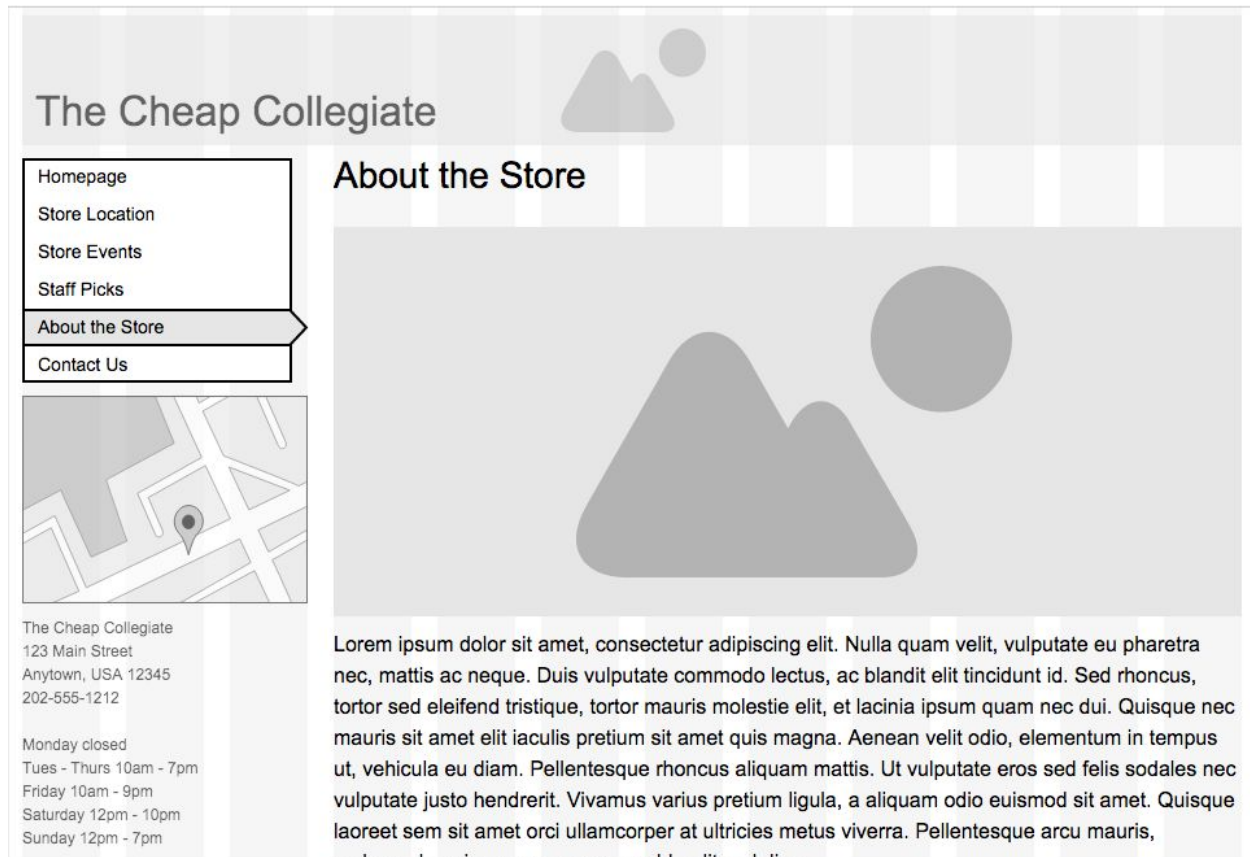 The Cheap Collegiate
Homepage
Store Location
Store Events
Staff Picks
About the Store
Contact Us
The Cheap Collegiate
123 Main Street
Anytown, USA 12345
202-555-1212
Monday closed
Tues - Thurs 10am - 7pm
Friday 10am - 9pm
Saturday 12pm - 10pm
Sunday 12pm - 7pm
About the Store
Lorem ipsum dolor sit amet, consectetur adipiscing elit. Nulla quam velit, vulputate eu pharetra
nec, mattis ac neque. Duis vulputate commodo lectus, ac blandit elit tincidunt id. Sed rhoncus,
tortor sed eleifend tristique, tortor mauris molestie elit, et lacinia ipsum quam nec dui. Quisque nec
mauris sit amet elit iaculis pretium sit amet quis magna. Aenean velit odio, elementum in tempus
ut, vehicula eu diam. Pellentesque rhoncus aliquam mattis. Ut vulputate eros sed felis sodales nec
vulputate justo hendrerit. Vivamus varius pretium ligula, a aliquam odio euismod sit amet. Quisque
laoreet sem sit amet orci ullamcorper at ultricies metus viverra. Pellentesque arcu mauris,